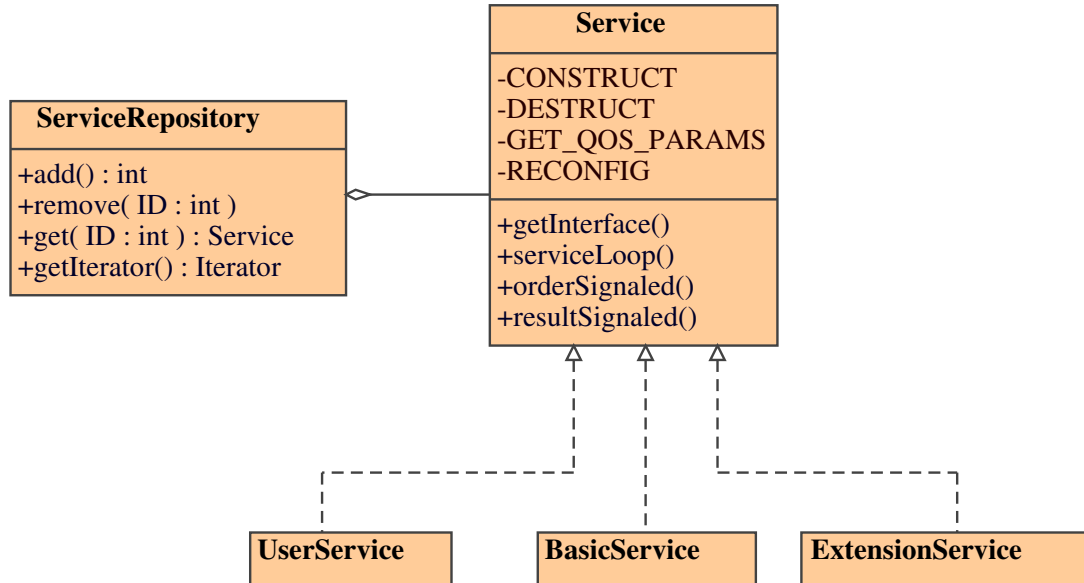 Service
-CONSTRUCT
-DESTRUCT
-GET_QOS_PARAMS
-RECONFIG
+getInterface()
+serviceLoop()
+orderSignaled()
+resultSignaled()
ServiceRepository
+add() : int
+remove( ID : int )
+get( ID : int ) : Service
+getIterator() : Iterator
UserService
BasicService
ExtensionService